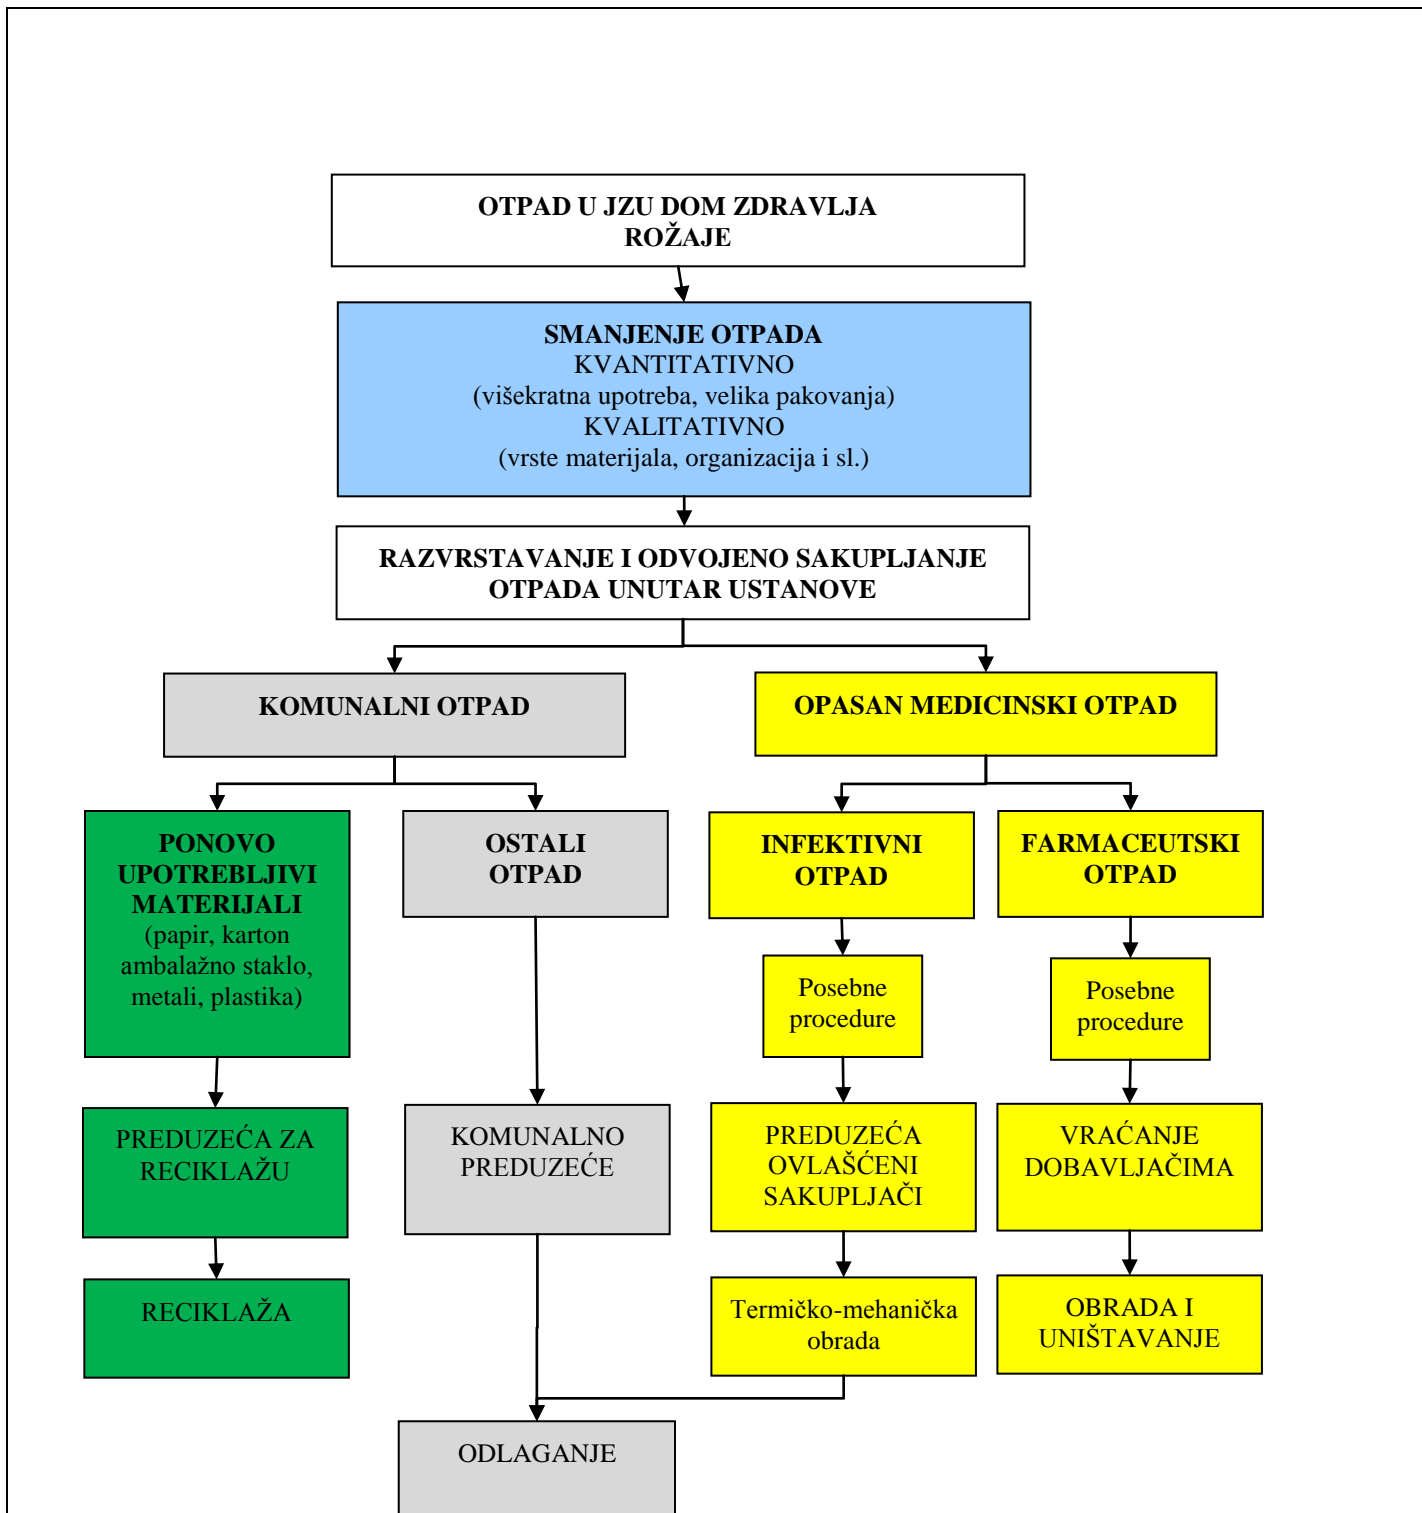 OTPAD U JZU DOM ZDRAVLJA
ROŽAJE
SMANJENJE OTPADA
KVANTITATIVNO
(višekratna upotreba, velika pakovanja)
KVALITATIVNO
(vrste materijala, organizacija i sl.)
RAZVRSTAVANJE I ODVOJENO SAKUPLJANJE
OTPADA UNUTAR USTANOVE
KOMUNALNI OTPAD
OPASAN MEDICINSKI OTPAD
PONOVO
UPOTREBLJIVI
MATERIJALI
(papir, karton
ambalažno staklo,
metali, plastika)
OSTALI
OTPAD
INFEKTIVNI
OTPAD
FARMACEUTSKI
OTPAD
Posebne
procedure
Posebne
procedure
PREDUZEĆA ZA
RECIKLAŽU
KOMUNALNO
PREDUZEĆE
PREDUZEĆA
OVLAŠĆENI
SAKUPLJAČI
VRAĆANJE
DOBAVLJAČIMA
RECIKLAŽA
Termičko-mehanička
obrada
OBRADA I
UNIŠTAVANJE
ODLAGANJE